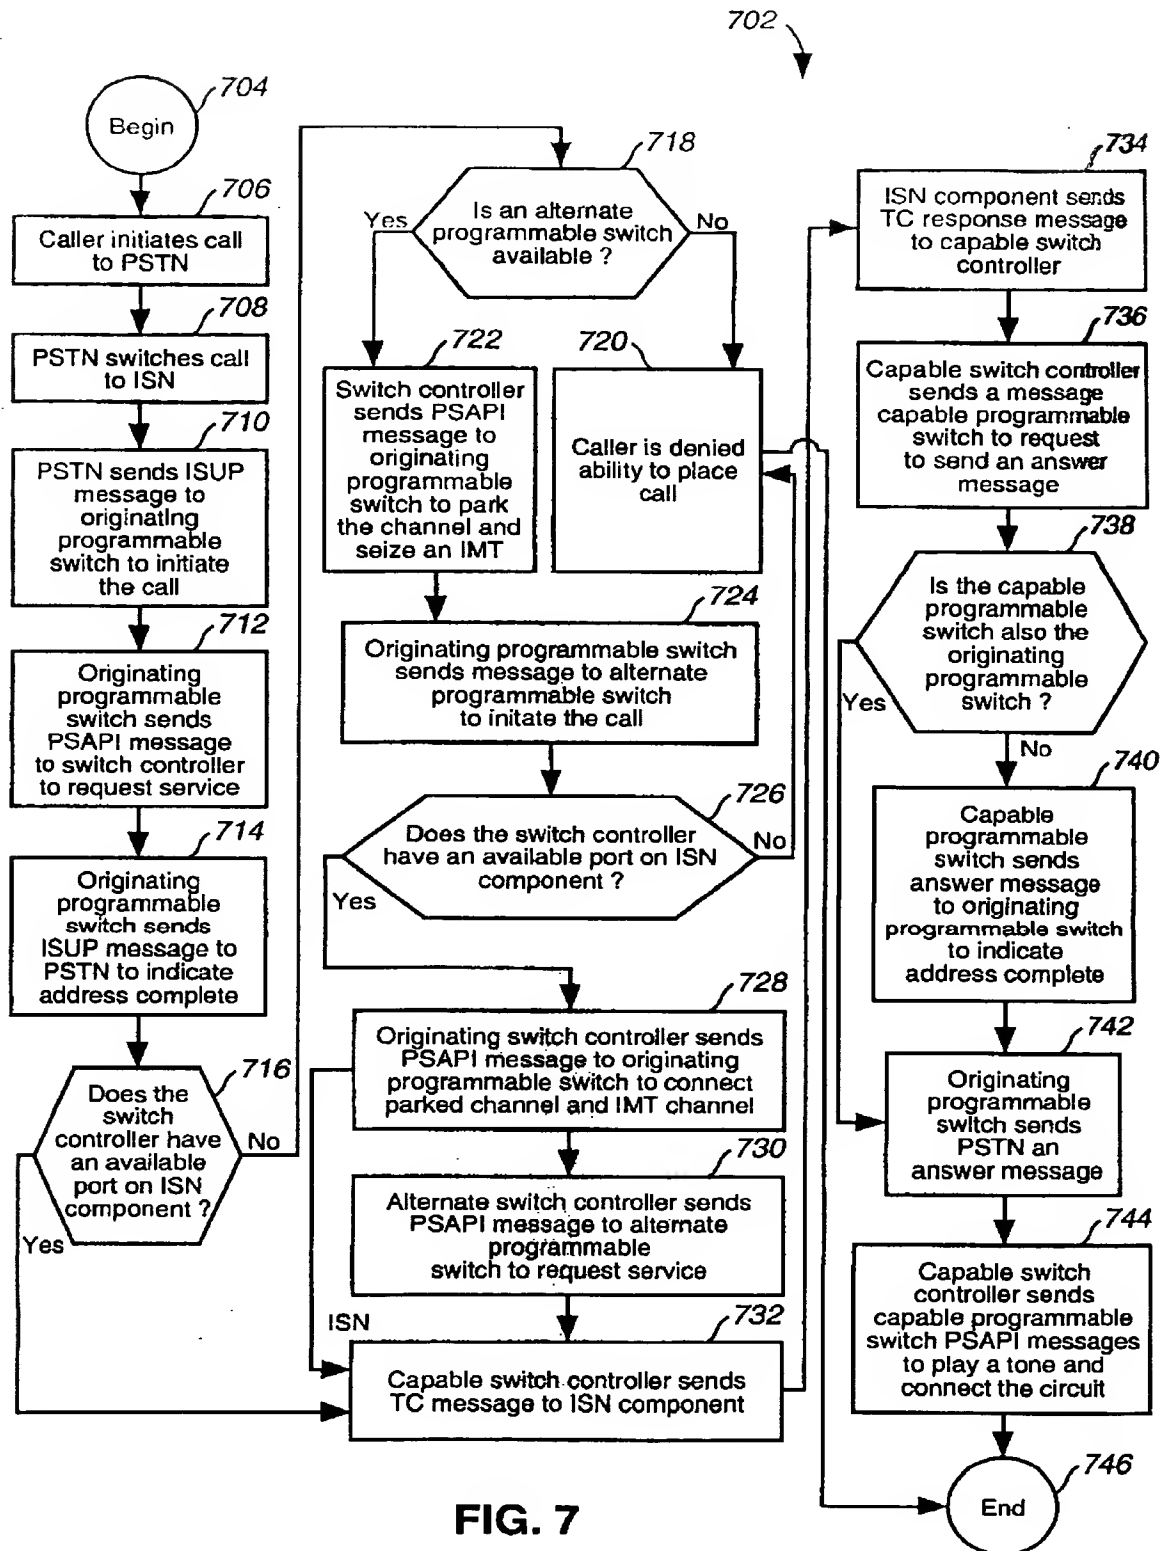 702
704
Begin
706
Caller initiates call
to PSTN
708
PSTN switches call
to ISN
710
PSTN sends ISUP
message to
originating
programmable
switch to initiate
the call
712
Originating
programmable
switch sends
PSAPI message
to switch controller
to request service
714
Originating
programmable
switch sends
ISUP message to
PSTN to indicate
address complete
716
Does the
switch
controller have
an available
port on ISN
component ?
No
Yes
718
Is an alternate
programmable switch
available ?
Yes
No
722
Switch controller
sends PSAPI
message to
originating
programmable
switch to park
the channel and
seize an IMT
720
Caller is denied
ability to place
call
724
Originating programmable switch
sends message to alternate
programmable switch
to initate the call
726
Does the switch controller
have an available port on ISN
component ?
No
Yes
728
Originating switch controller sends
PSAPI message to originating
programmable switch to connect
parked channel and IMT channel
730
Alternate switch controller sends
PSAPI message to alternate
programmable
switch to request service
ISN
732
Capable switch controller sends
TC message to ISN component
734
ISN component sends
TC response message
to capable switch
controller
736
Capable switch controller
sends a message
capable programmable
switch to request
to send an answer
message
738
Is the capable
programmable
switch also the
originating
programmable
switch ?
Yes
No
740
Capable
programmable
switch sends
answer message
to originating
programmable switch
to indicate
address complete
742
Originating
programmable
switch sends
PSTN an
answer message
744
Capable switch
controller sends
capable programmable
switch PSAPI messages
to play a tone and
connect the circuit
746
End
FIG. 7